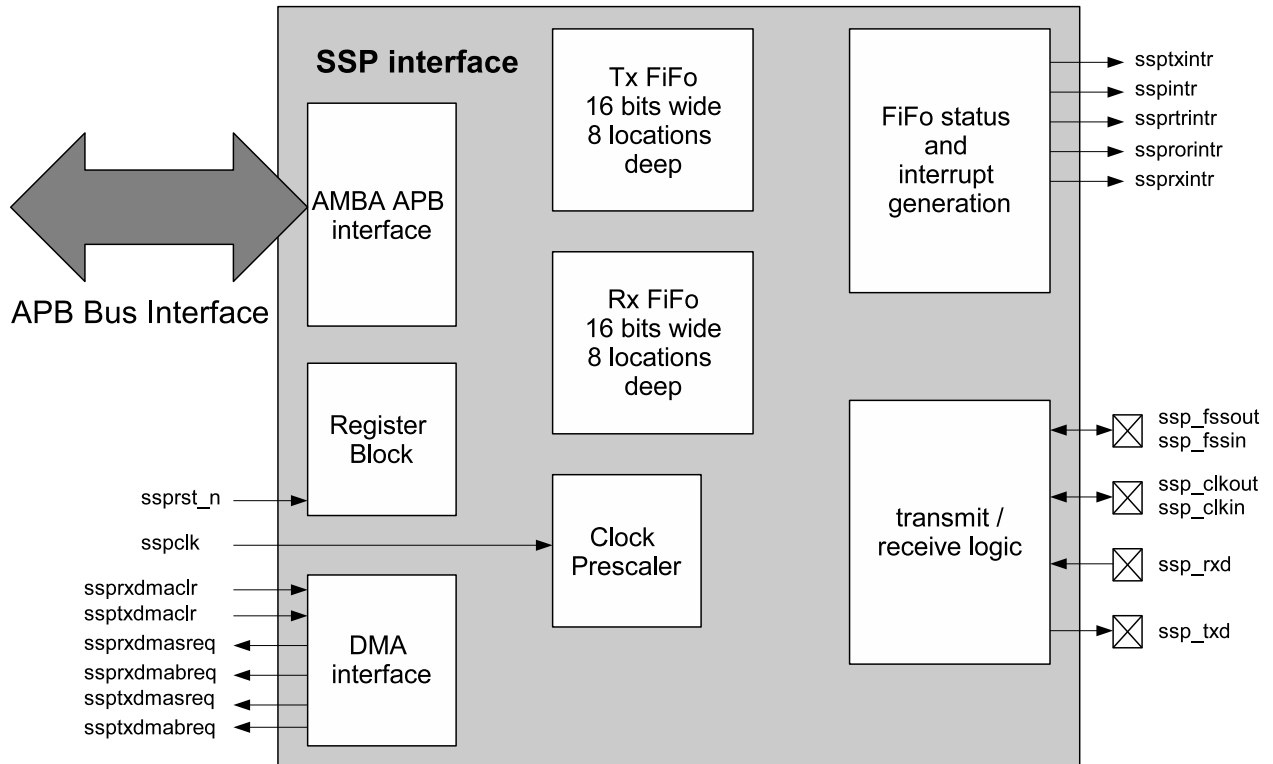 SSP interface
Tx FiFo
16 bits wide
8 locations
deep
FiFo status
and
interrupt
generation
ssptxintr
sspintr
ssprtrintr
ssprorintr
ssprxintr
AMBA APB
interface
APB Bus Interface
Rx FiFo
16 bits wide
8 locations
deep
Register
Block
ssprst_n
sspclk
Clock
Prescaler
transmit /
receive logic
ssp_fssout
ssp_fssin
ssp_clkout
ssp_clkin
ssp_rxd
ssp_txd
ssprxdmaclr
ssptxdmaclr
ssprxdmasreq
ssprxdmabreq
ssptxdmasreq
ssptxdmabreq
DMA
interface